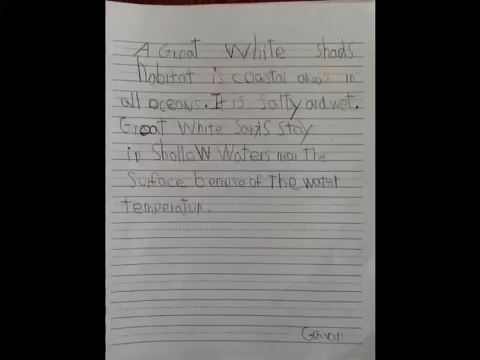 A Great White sharks
Habitat is coastal areas in
all oceans. It is salty and wet.
Great White Sarks stay
in Shallow Waters near The
Surface because of The water
temperatur.